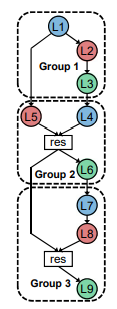 L1
L2
Group 1
L3
L5 L4
res
Group 2 L6
L7
L8
res
Group 3 L9